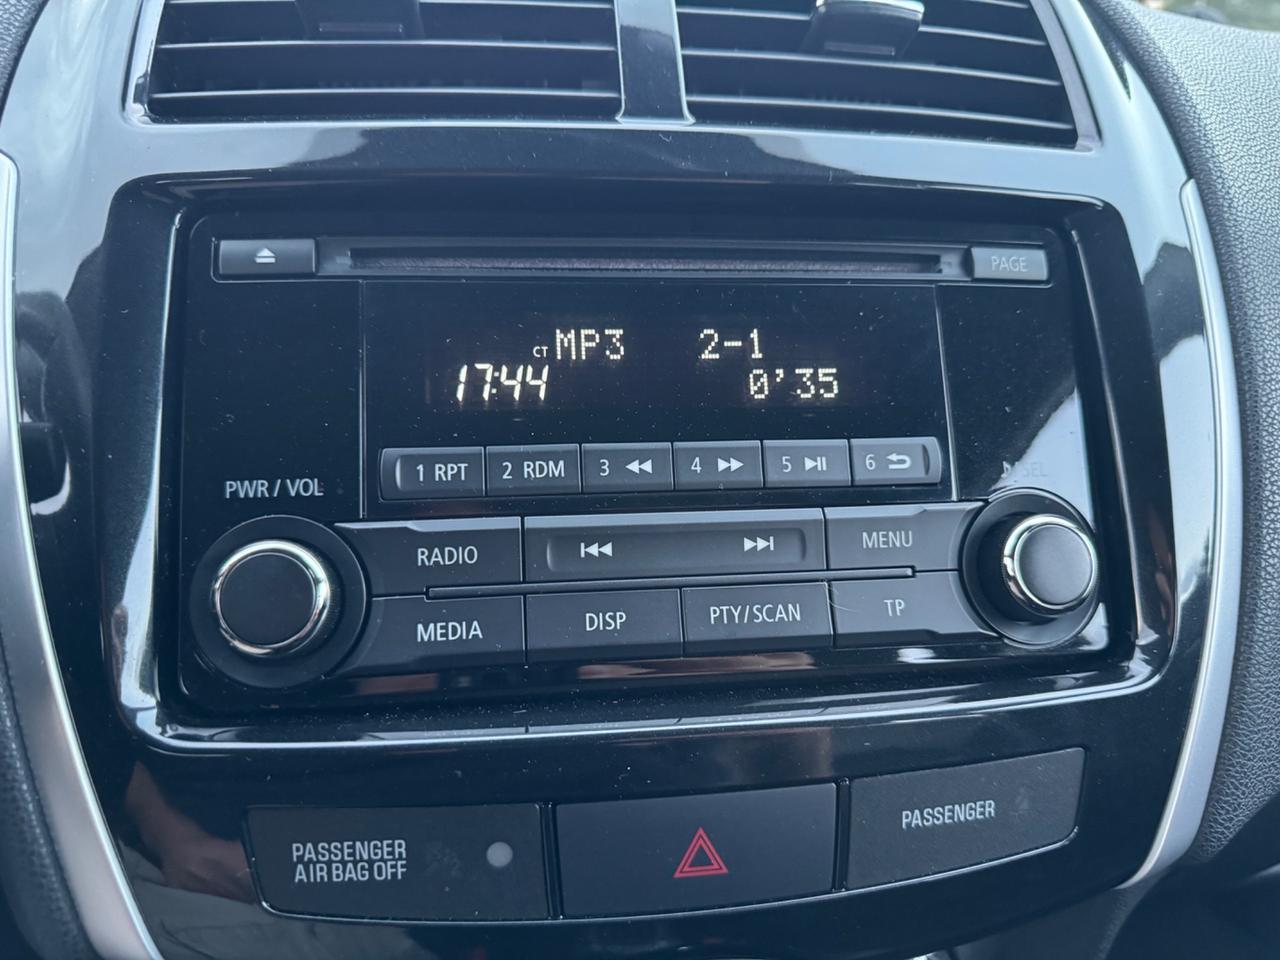 PAGE
CT MP3 2-1
17:44 0'35
1 RPT 2 RDM 3 4 5 6
PWR / VOL
SEL
RADIO MENU
MEDIA DISP PTY/SCAN TP
PASSENGER
AIR BAG OFF
PASSENGER